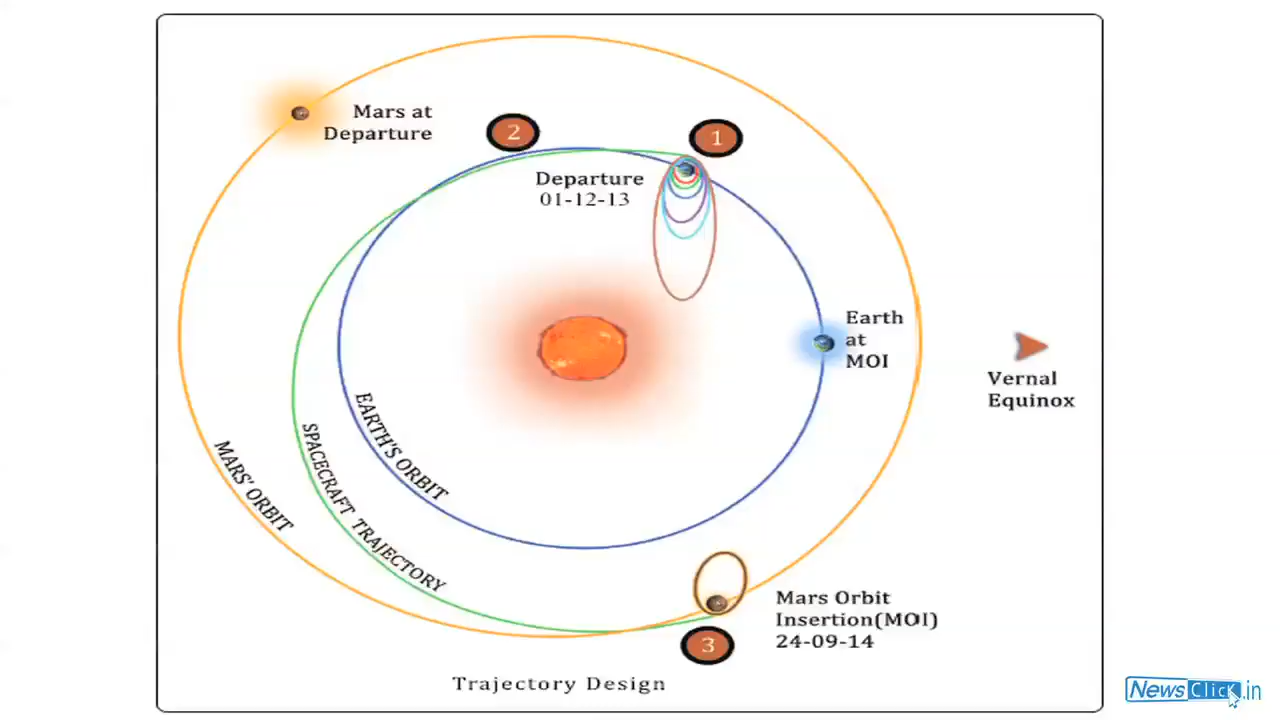 Mars at
Departure
2
1
Departure
01-12-13
Earth
at
MOI
Vernal
Equinox
EARTH'S ORBIT
SPACECRAFT TRAJECTORY
MARS' ORBIT
Mars Orbit
Insertion(MOI)
24-09-14
3
Trajectory Design
NewsClick.in